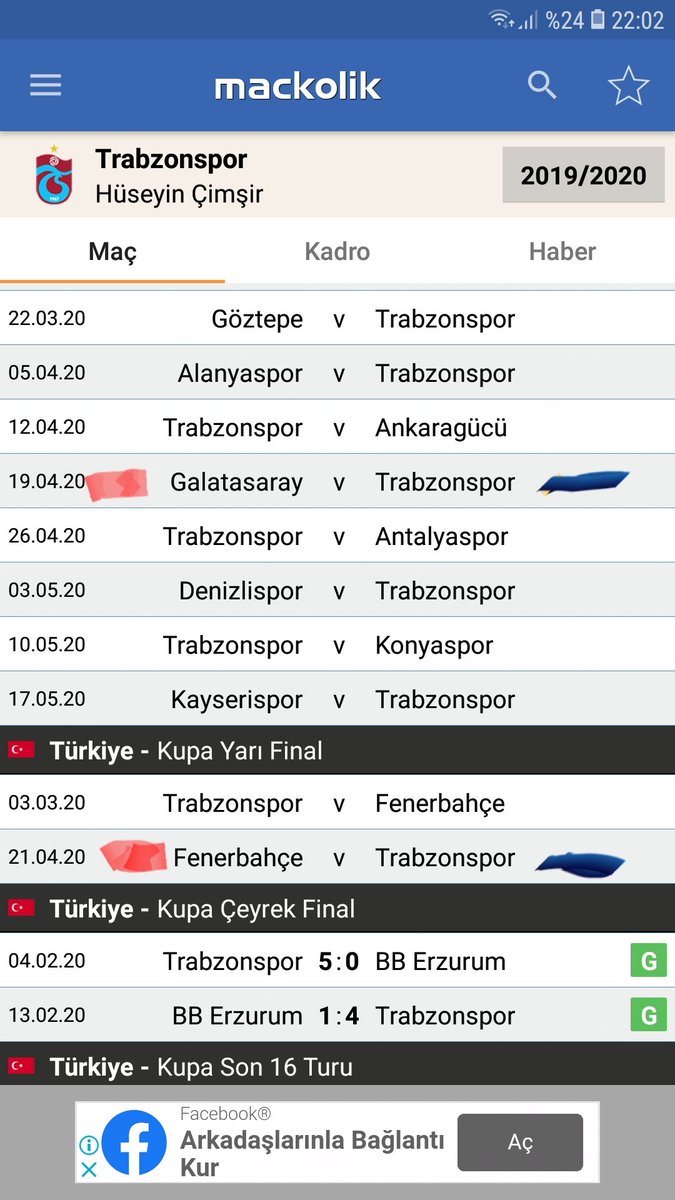 %24 22:02
mackolik
Trabzonspor
Hüseyin Çimşir
2019/2020
Maç Kadro Haber
22.03.20 Göztepe v Trabzonspor
05.04.20 Alanyaspor v Trabzonspor
12.04.20 Trabzonspor v Ankaragücü
19.04.20 Galatasaray v Trabzonspor
26.04.20 Trabzonspor v Antalyaspor
03.05.20 Denizlispor v Trabzonspor
10.05.20 Trabzonspor v Konyaspor
17.05.20 Kayserispor v Trabzonspor
Türkiye - Kupa Yarı Final
03.03.20 Trabzonspor v Fenerbahçe
21.04.20 Fenerbahçe v Trabzonspor
Türkiye - Kupa Çeyrek Final
04.02.20 Trabzonspor 5:0 BB Erzurum G
13.02.20 BB Erzurum 1:4 Trabzonspor G
Türkiye - Kupa Son 16 Turu
Facebook®
Arkadaşlarınla Bağlantı
Kur
Aç